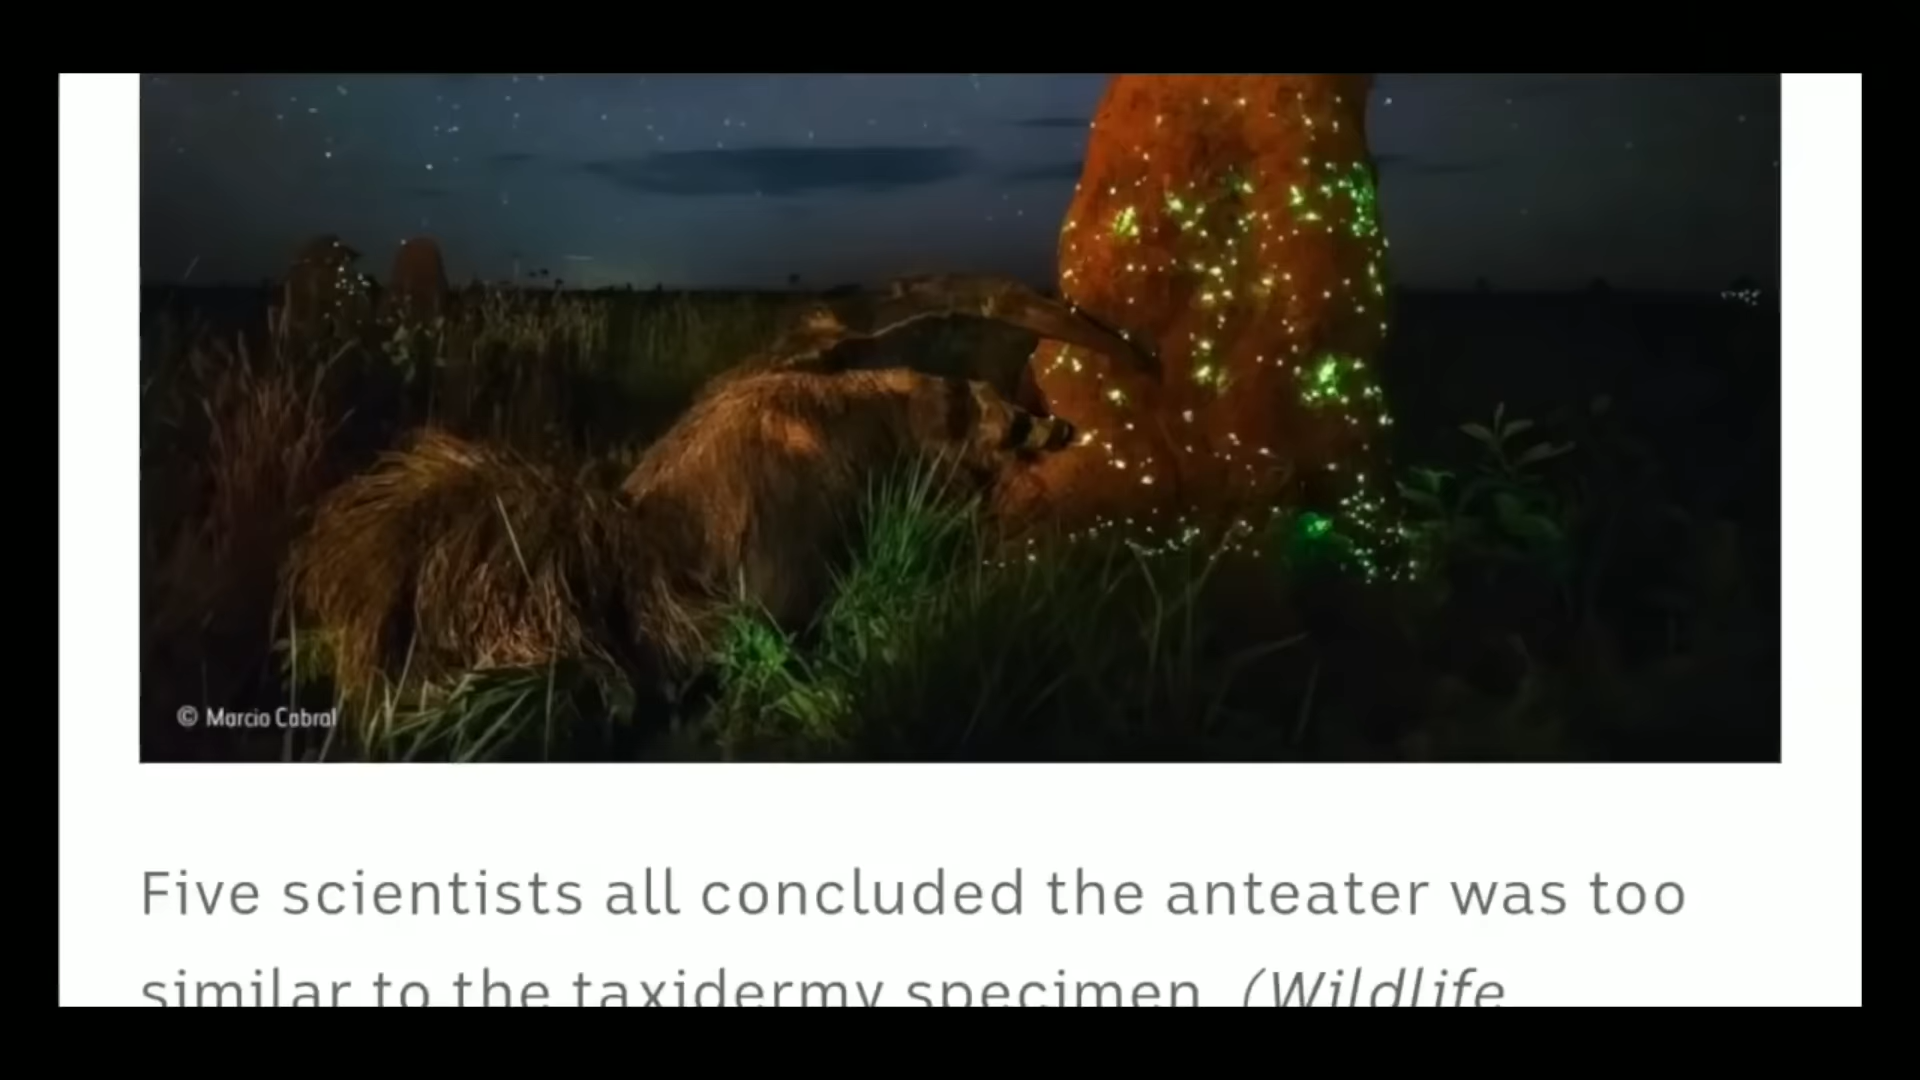 © Marcio Cabral
Five scientists all concluded the anteater was too
similar to the taxidermy specimen. (Wildlife